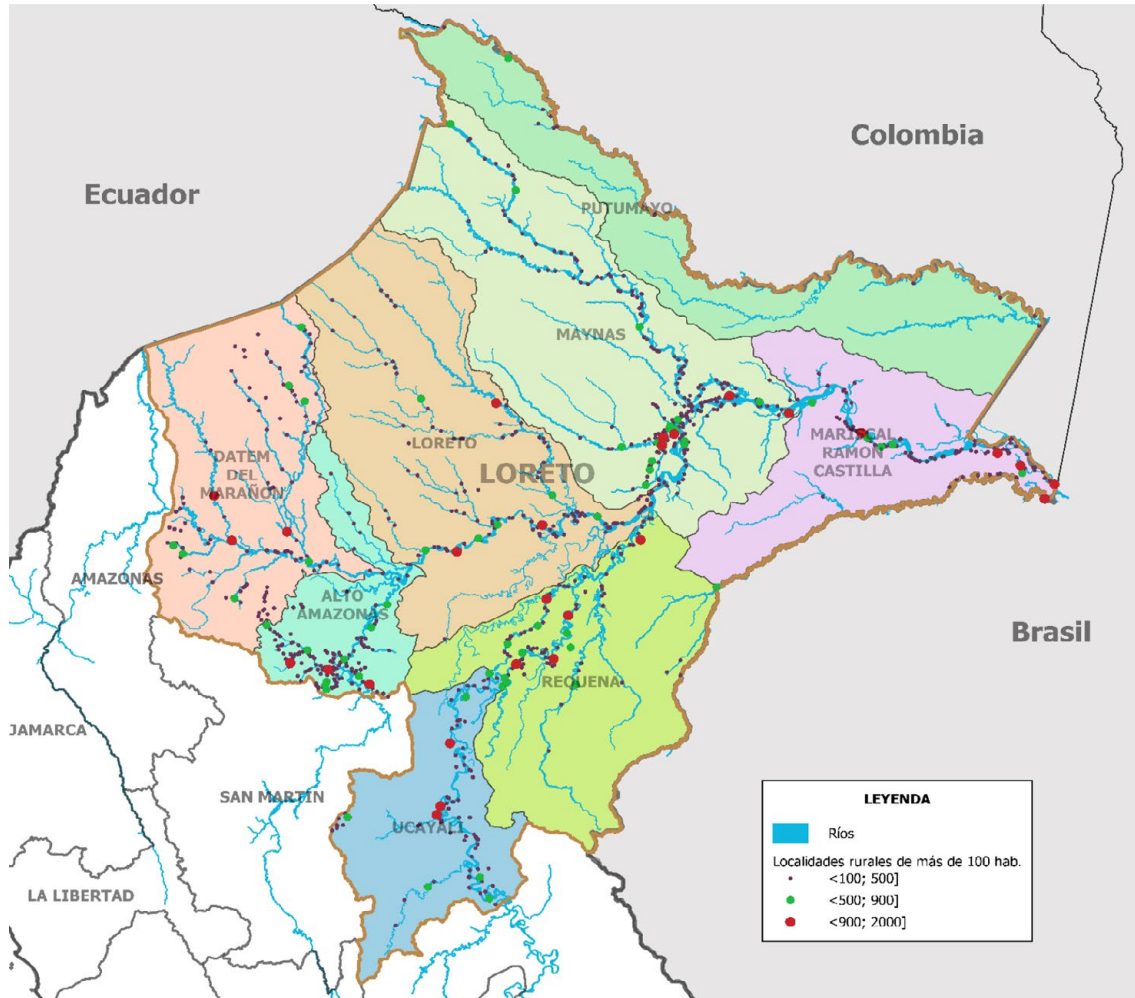 Colombia
Ecuador
PUTUMAYO
MAYNAS
LORETO
LORETO
MARISCAL
RAMON
CASTILLA
DATEM
DEL
MARAÑON
AMAZONAS
ALTO
AMAZONAS
Brasil
REQUENA
JAMARCA
SAN MARTIN
UCAYALI
LA LIBERTAD
LEYENDA
Ríos
Localidades rurales de más de 100 hab.
<100; 500]
<500; 900]
<900; 2000]